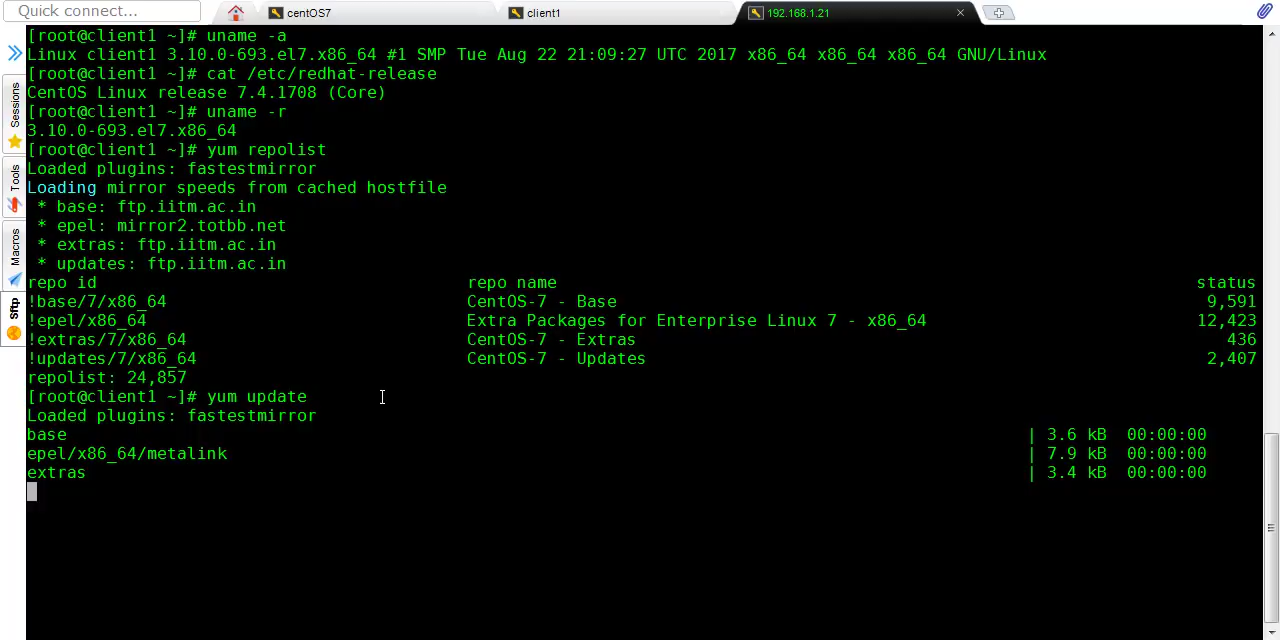 Quick connect...
centOS7
client1
192.168.1.21
Sessions
Tools
Macros
Sftp
[root@client1 ~]# uname -a
Linux client1 3.10.0-693.el7.x86_64 #1 SMP Tue Aug 22 21:09:27 UTC 2017 x86_64 x86_64 x86_64 GNU/Linux
[root@client1 ~]# cat /etc/redhat-release
CentOS Linux release 7.4.1708 (Core)
[root@client1 ~]# uname -r
3.10.0-693.el7.x86_64
[root@client1 ~]# yum repolist
Loaded plugins: fastestmirror
Loading mirror speeds from cached hostfile
* base: ftp.iitm.ac.in
* epel: mirror2.totbb.net
* extras: ftp.iitm.ac.in
* updates: ftp.iitm.ac.in
repo id repo name status
!base/7/x86_64 CentOS-7 - Base 9,591
!epel/x86_64 Extra Packages for Enterprise Linux 7 - x86_64 12,423
!extras/7/x86_64 CentOS-7 - Extras 436
!updates/7/x86_64 CentOS-7 - Updates 2,407
repolist: 24,857
[root@client1 ~]# yum update
Loaded plugins: fastestmirror
base | 3.6 kB 00:00:00
epel/x86_64/metalink | 7.9 kB 00:00:00
extras | 3.4 kB 00:00:00